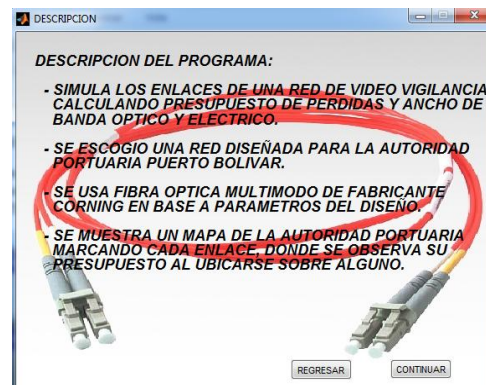 DESCRIPCION
DESCRIPCION DEL PROGRAMA:
- SIMULA LOS ENLACES DE UNA RED DE VIDEO VIGILANCIA
CALCULANDO PRESUPUESTO DE PERDIDAS Y ANCHO DE
BANDA OPTICO Y ELECTRICO.
- SE ESCOGIO UNA RED DISEÑADA PARA LA AUTORIDAD
PORTUARIA PUERTO BOLIVAR.
- SE USA FIBRA OPTICA MULTIMODO DE FABRICANTE
CORNING EN BASE A PARAMETROS DEL DISEÑO.
- SE MUESTRA UN MAPA DE LA AUTORIDAD PORTUARIA
MARCANDO CADA ENLACE, DONDE SE OBSERVA SU
PRESUPUESTO AL UBICARSE SOBRE ALGUNO.
REGRESAR
CONTINUAR